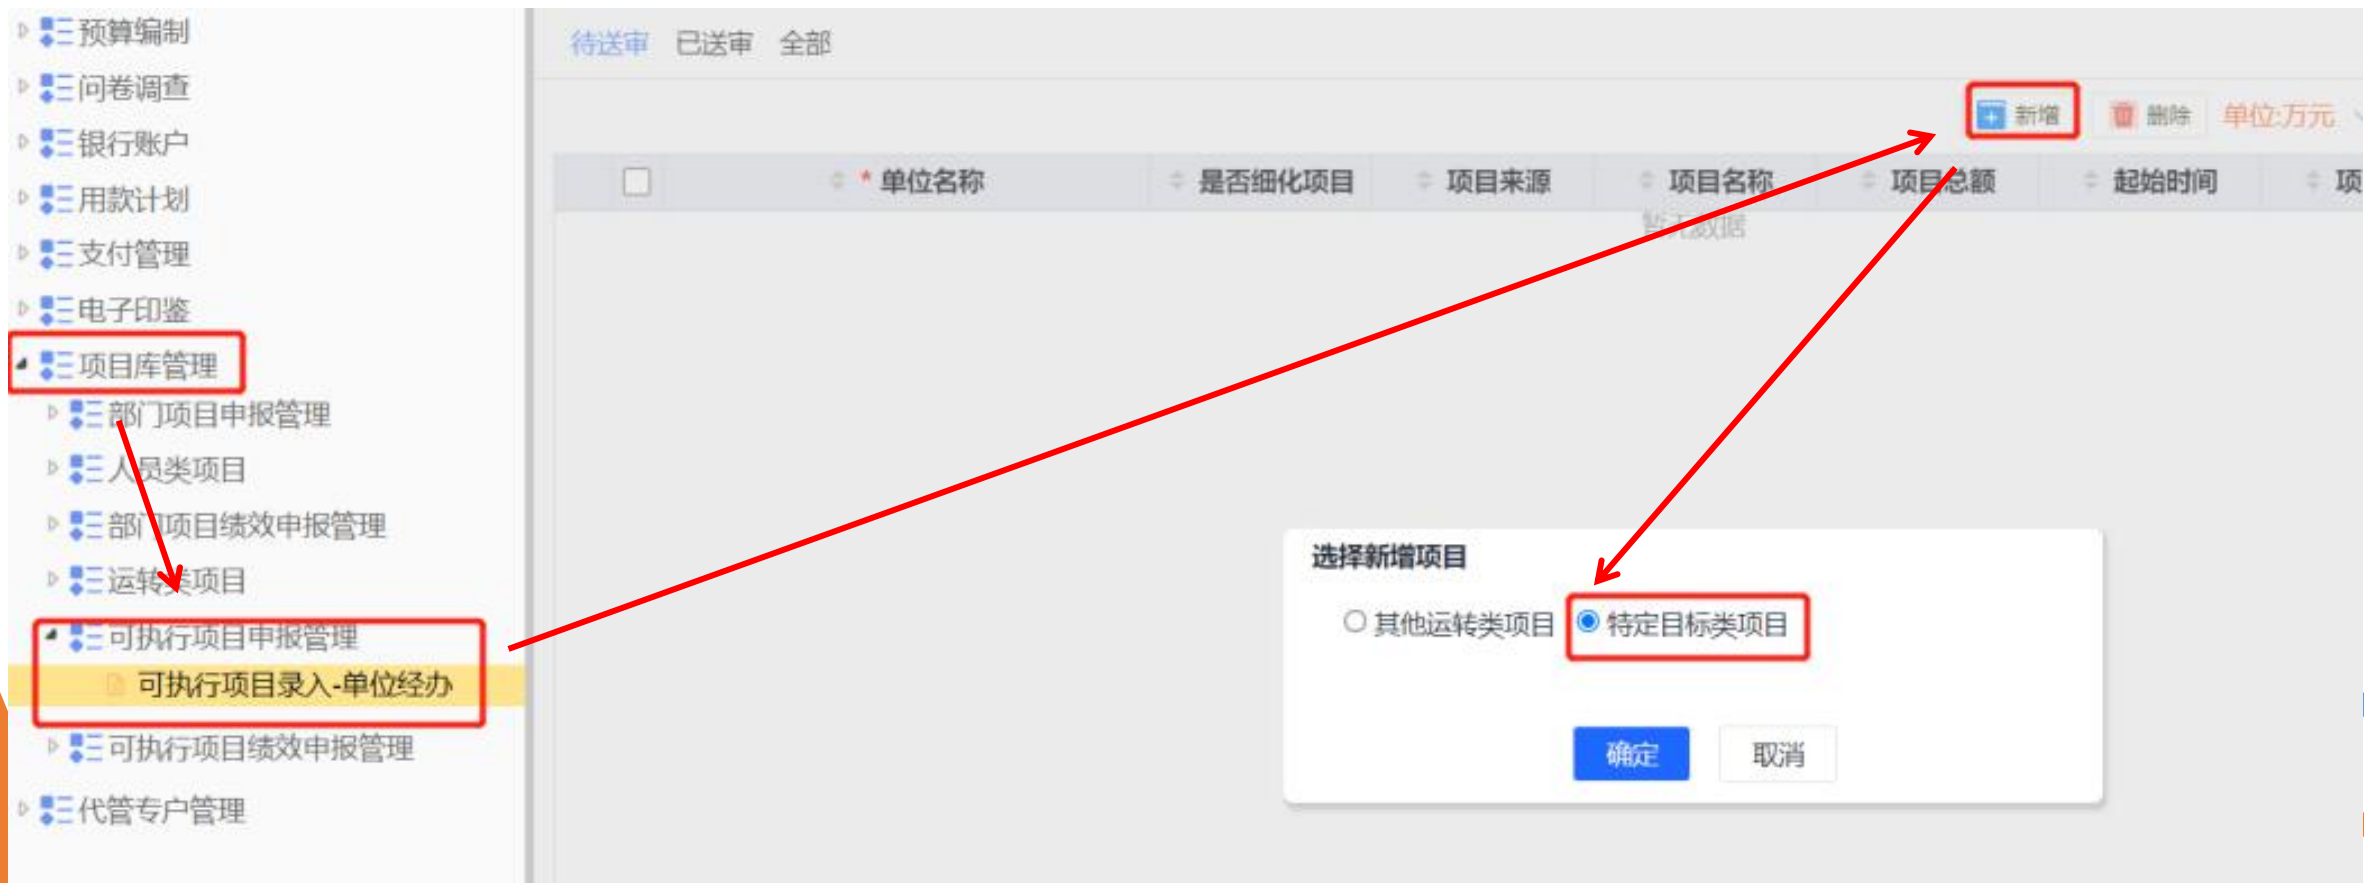 预算编制
问卷调查
银行账户
用款计划
支付管理
电子印鉴
项目库管理
部门项目申报管理
人员类项目
部门项目绩效申报管理
运转类项目
可执行项目申报管理
可执行项目录入-单位经办
可执行项目绩效申报管理
代管专户管理
待送审 已送审 全部
新增 删除 单位:万元
* 单位名称 是否细化项目 项目来源 项目名称 项目总额 起始时间 项
暂无数据
选择新增项目
其他运转类项目 特定目标类项目
确定 取消